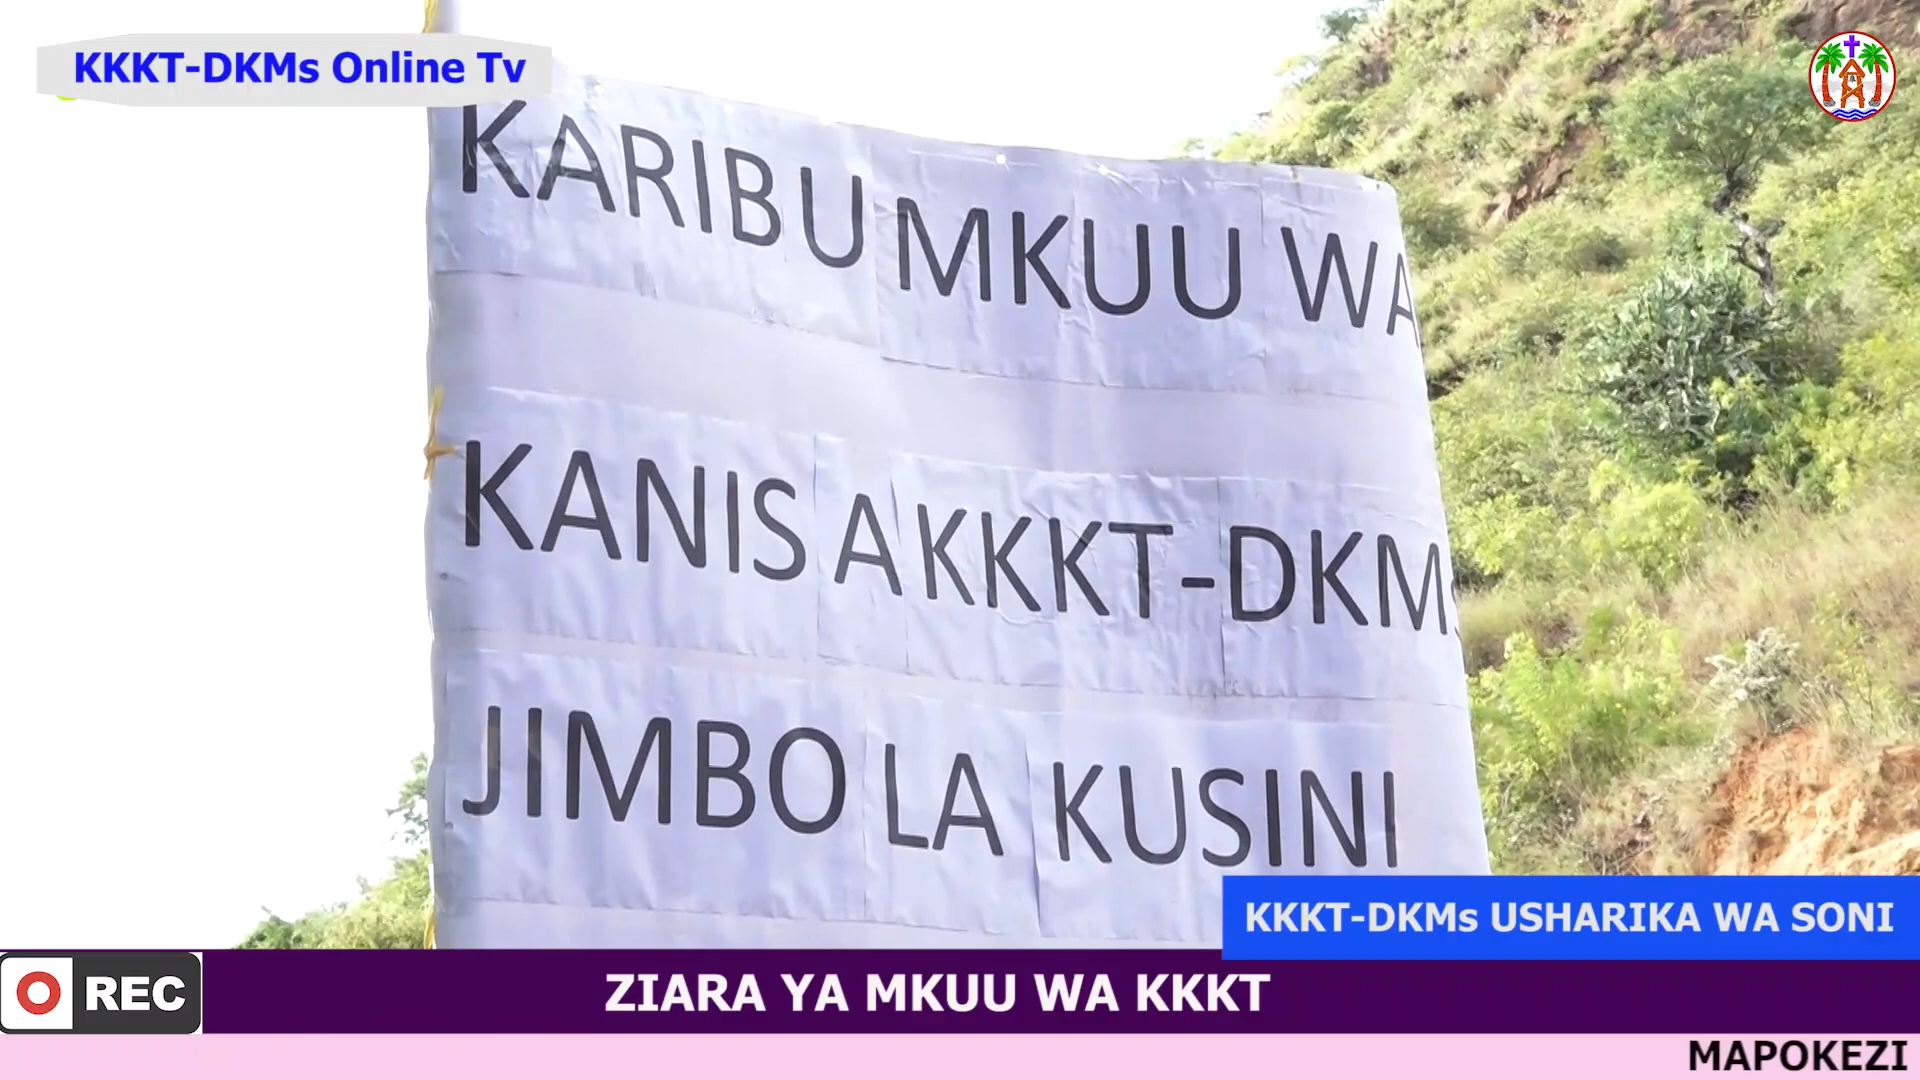 KKKT-DKMs Online Tv
KARIBU MKUU WA
KANISA KKKT-DKMs
JIMBO LA KUSINI
KKKT-DKMs USHARIKA WA SONI
REC
ZIARA YA MKUU WA KKKT
MAPOKEZI